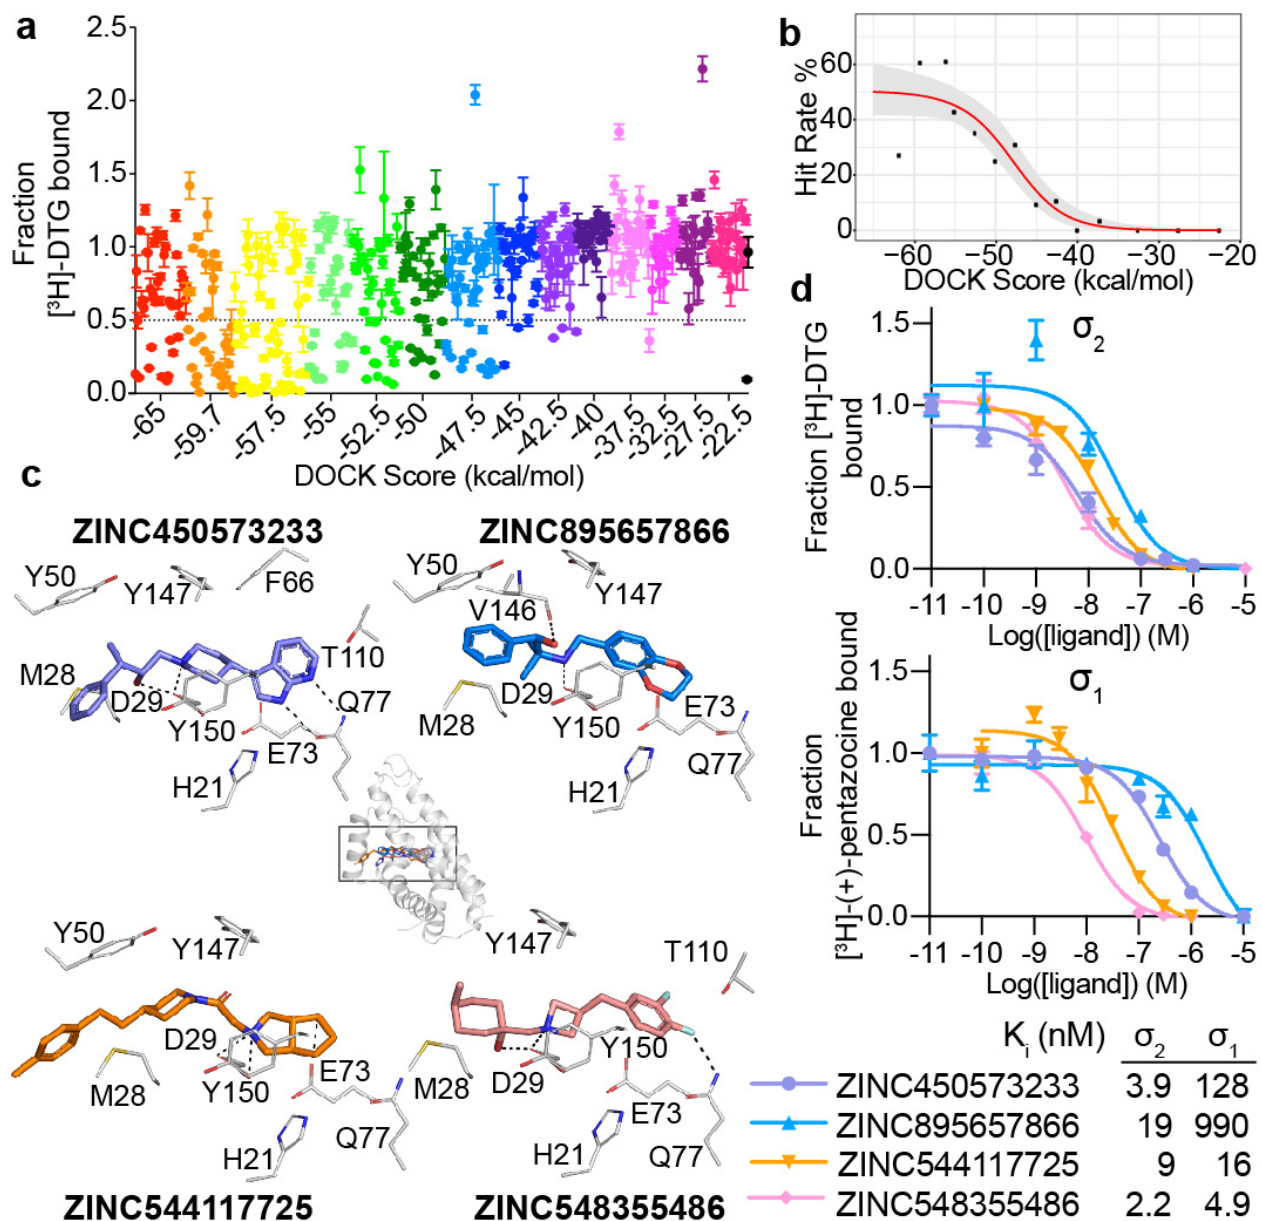 a
2.5
2.0
1.5
1.0
0.5
0.0
Fraction
[³H]-DTG bound
-65
-59.7
-57.5
-55
-52.5
-50
-47.5
-45
-42.5
-40
-37.5
-32.5
-27.5
-22.5
DOCK Score (kcal/mol)
b
Hit Rate %
60
40
20
0
−60
−50
−40
−30
−20
DOCK Score (kcal/mol)
c
ZINC450573233
Y50
Y147
F66
T110
M28
D29
Q77
Y150
E73
H21
ZINC895657866
Y50
Y147
V146
D29
E73
M28
Y150
Q77
H21
Y50
Y147
D29
M28
Y150
E73
H21
Q77
ZINC544117725
Y147
T110
Y150
M28
D29
E73
H21
Q77
ZINC548355486
d
σ₂
1.5
1.0
0.5
0.0
Fraction [³H]-DTG
bound
-11 -10 -9 -8 -7 -6 -5
Log([ligand]) (M)
σ₁
1.5
1.0
0.5
0.0
Fraction
[³H]-(+)-pentazocine bound
-11 -10 -9 -8 -7 -6 -5
Log([ligand]) (M)
Kᵢ (nM) σ₂ σ₁
ZINC450573233 3.9 128
ZINC895657866 19 990
ZINC544117725 9 16
ZINC548355486 2.2 4.9